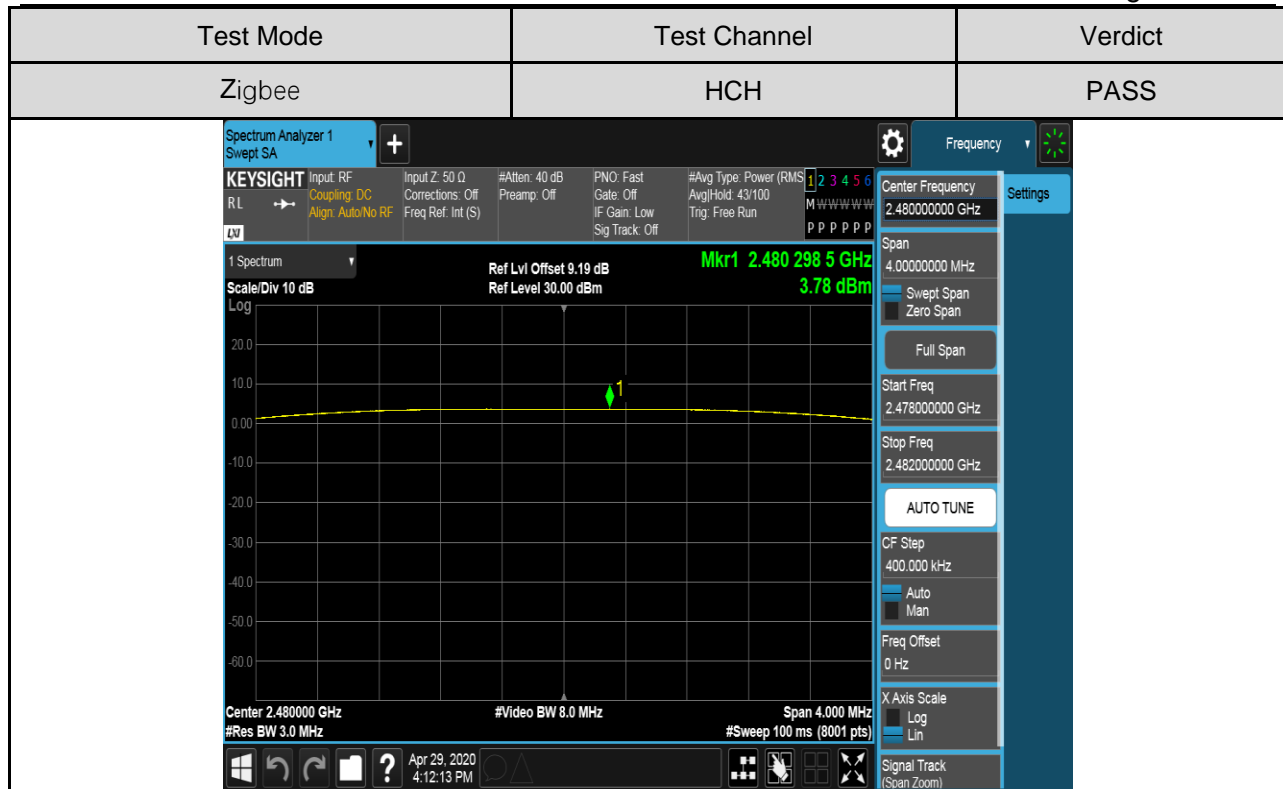 Test Mode Test Channel Verdict
Zigbee HCH PASS
Spectrum Analyzer 1
Swept SA
Frequency
KEYSIGHT
RL
LXI
Input: RF
Coupling: DC
Align: Auto/No RF
Input Z: 50 Ω
Corrections: Off
Freq Ref: Int (S)
#Atten: 40 dB
Preamp: Off
PNO: Fast
Gate: Off
IF Gain: Low
Sig Track: Off
#Avg Type: Power (RMS
Avg|Hold: 43/100
Trig: Free Run
1 2 3 4 5 6
M W W W W W
P P P P P P
1 Spectrum
Scale/Div 10 dB
Log
Ref Lvl Offset 9.19 dB
Ref Level 30.00 dBm
Mkr1 2.480 298 5 GHz
3.78 dBm
20.0
10.0
1
0.00
-10.0
-20.0
-30.0
-40.0
-50.0
-60.0
Center 2.480000 GHz
#Res BW 3.0 MHz
#Video BW 8.0 MHz
Span 4.000 MHz
#Sweep 100 ms (8001 pts)
?
Apr 29, 2020
4:12:13 PM
Center Frequency
2.480000000 GHz
Span
4.00000000 MHz
Swept Span
Zero Span
Full Span
Start Freq
2.478000000 GHz
Stop Freq
2.482000000 GHz
AUTO TUNE
CF Step
400.000 kHz
Auto
Man
Freq Offset
0 Hz
X Axis Scale
Log
Lin
Signal Track
(Span Zoom)
Settings